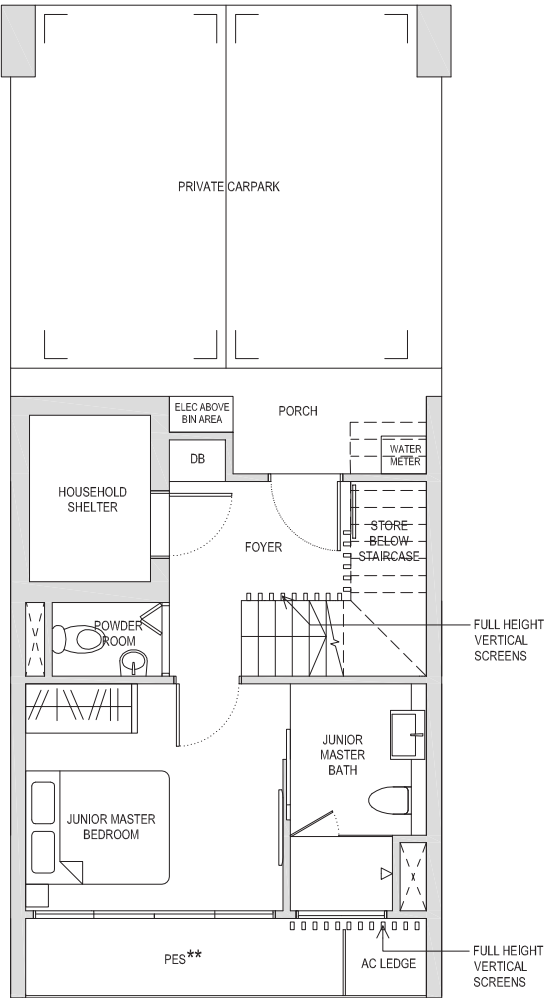 PRIVATE CARPARK
ELEC ABOVE
BIN AREA
PORCH
WATER
METER
DB
HOUSEHOLD
SHELTER
STORE
BELOW
STAIRCASE
FOYER
POWDER
ROOM
FULL HEIGHT
VERTICAL
SCREENS
JUNIOR
MASTER
BATH
JUNIOR MASTER
BEDROOM
PES**
AC LEDGE
FULL HEIGHT
VERTICAL
SCREENS